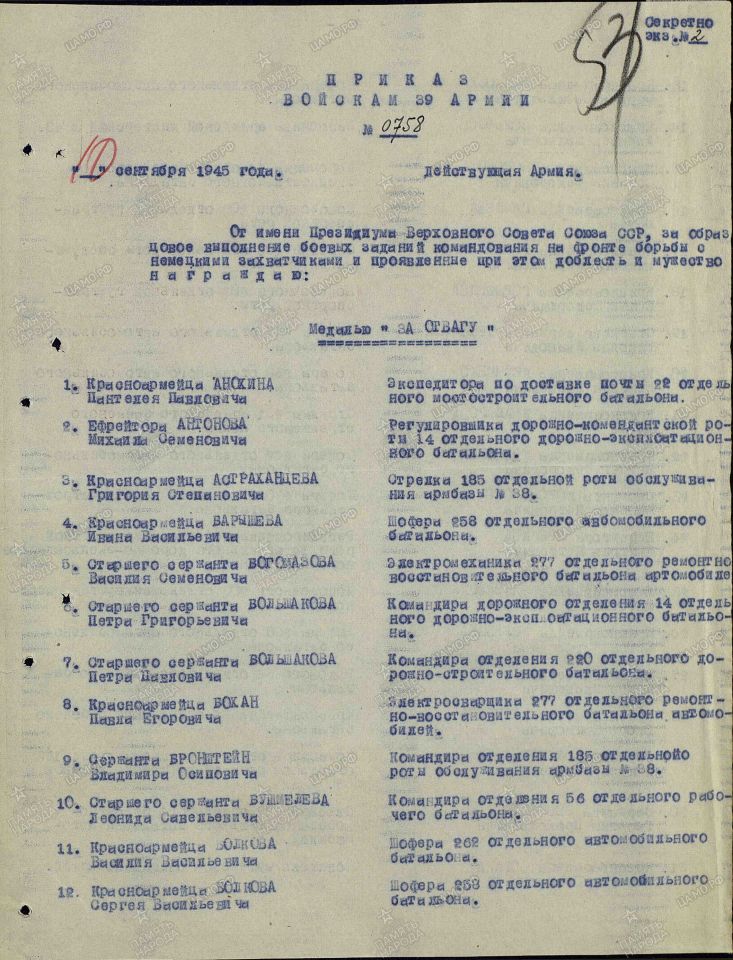 Секретно
экз.№ 2
53
ПРИКАЗ
ВОЙСКАМ 39 АРМИИ
№ 0758
"10" сентября 1945 года.
Действующая Армия.
От имени Президиума Верховного Совета Союза ССР, за образ
цовое выполнение боевых заданий командования на фронте борьбы с
немецкими захватчиками и проявленные при этом доблесть и мужество
награждаю:
Медалью " ЗА ОТВАГУ "
1. Красноармейца АНОХИНА Экспедитора по доставке почты 22 отдель
Пантелея Павловича ного мостостроительного батальона.
2. Ефрейтора АНТОНОВА Регулировщика дорожно-комендантской ро-
Михаила Семеновича ты 14 отдельного дорожно-эксплоатацион-
ного батальона.
3. Красноармейца АСТРАХАНЦЕВА Стрелка 185 отдельной роты обслужива-
Григория Степановича ния армбазы № 38.
4. Красноармейца БАРЫШЕВА Шофера 258 отдельного автомобильного
Ивана Васильевича батальона.
5. Старшего сержанта БОГОМАЗОВА Электромеханика 277 отдельного ремонтно
Василия Семеновича восстановительного батальона артомобиле
6. Старшего сержанта БОЛЬШАКОВА Командира дорожного отделения 14 отдель
Петра Григорьевича ного дорожно-эксплоатационного батальо-
на.
7. Старшего сержанта БОЛЬШАКОВА Командира отделения 220 отдельного до-
Петра Павловича рожно-строительного батальона.
8. Красноармейца БОХАН Электросварщика 277 отдельного ремонт-
Павла Егоровича но-восстановительного батальона автомо-
билей.
9. Сержанта БРОНШТЕЙН Командира отделения 185 отдельнойо
Владимира Осиповича роты обслуживания армбазы № 38.
10. Старшего сержанта БУШМЕЛЕВА Командира отделения 56 отдельного рабо-
Леонида Савельевича чего батальона.
11. Красноармейца ВОЛКОВА Шофера 262 отдельного автомобильного
Василия Васильевича батальона.
12. Красноармейца ВОЛКОВА Шофера 258 отдельного автомобильного
Сергея Васильевича батальона.